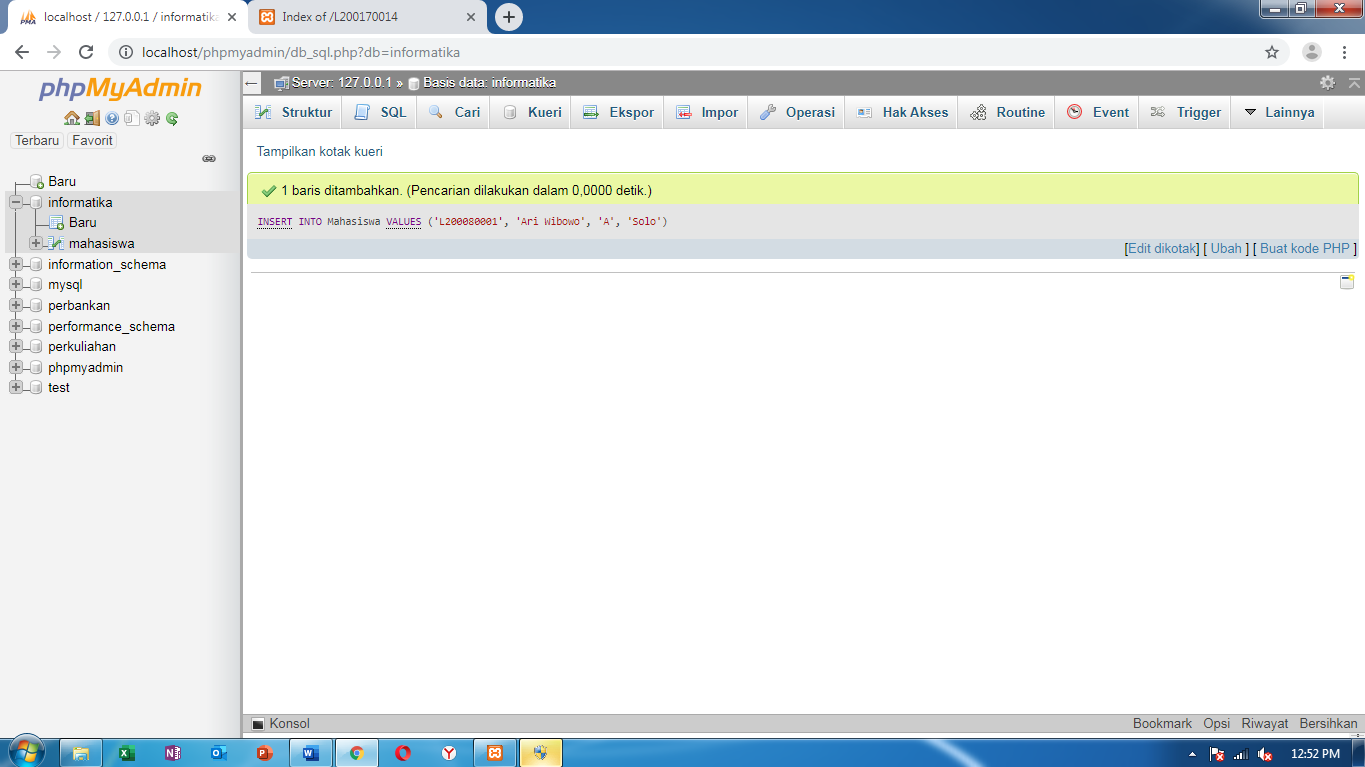 localhost / 127.0.0.1 / informatika
Index of /L200170014
localhost/phpmyadmin/db_sql.php?db=informatika
phpMyAdmin
Terbaru Favorit
Baru
informatika
Baru
mahasiswa
information_schema
mysql
perbankan
performance_schema
perkuliahan
phpmyadmin
test
Server: 127.0.0.1 » Basis data: informatika
Struktur SQL Cari Kueri Ekspor Impor Operasi Hak Akses Routine Event Trigger Lainnya
Tampilkan kotak kueri
1 baris ditambahkan. (Pencarian dilakukan dalam 0,0000 detik.)
INSERT INTO Mahasiswa VALUES ('L200080001', 'Ari Wibowo', 'A', 'Solo')
[Edit dikotak] [ Ubah ] [ Buat kode PHP ]
Konsol Bookmark Opsi Riwayat Bersihkan
12:52 PM